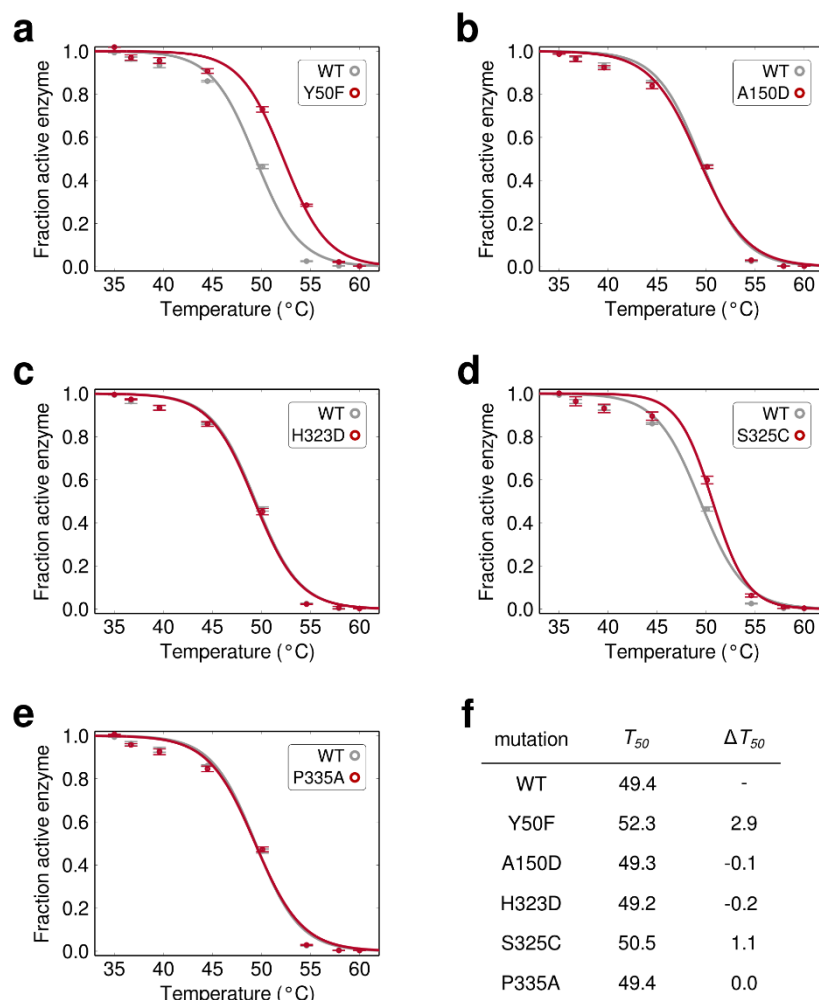 a
1.0
0.8
0.6
0.4
0.2
0.0
Fraction active enzyme
WT
Y50F
35 40 45 50 55 60
Temperature (°C)
b
1.0
0.8
0.6
0.4
0.2
0.0
Fraction active enzyme
WT
A150D
35 40 45 50 55 60
Temperature (°C)
c
1.0
0.8
0.6
0.4
0.2
0.0
Fraction active enzyme
WT
H323D
35 40 45 50 55 60
Temperature (°C)
d
1.0
0.8
0.6
0.4
0.2
0.0
Fraction active enzyme
WT
S325C
35 40 45 50 55 60
Temperature (°C)
e
1.0
0.8
0.6
0.4
0.2
0.0
Fraction active enzyme
WT
P335A
35 40 45 50 55 60
Temperature (°C)
f
mutation T50 ΔT50
WT 49.4 -
Y50F 52.3 2.9
A150D 49.3 -0.1
H323D 49.2 -0.2
S325C 50.5 1.1
P335A 49.4 0.0